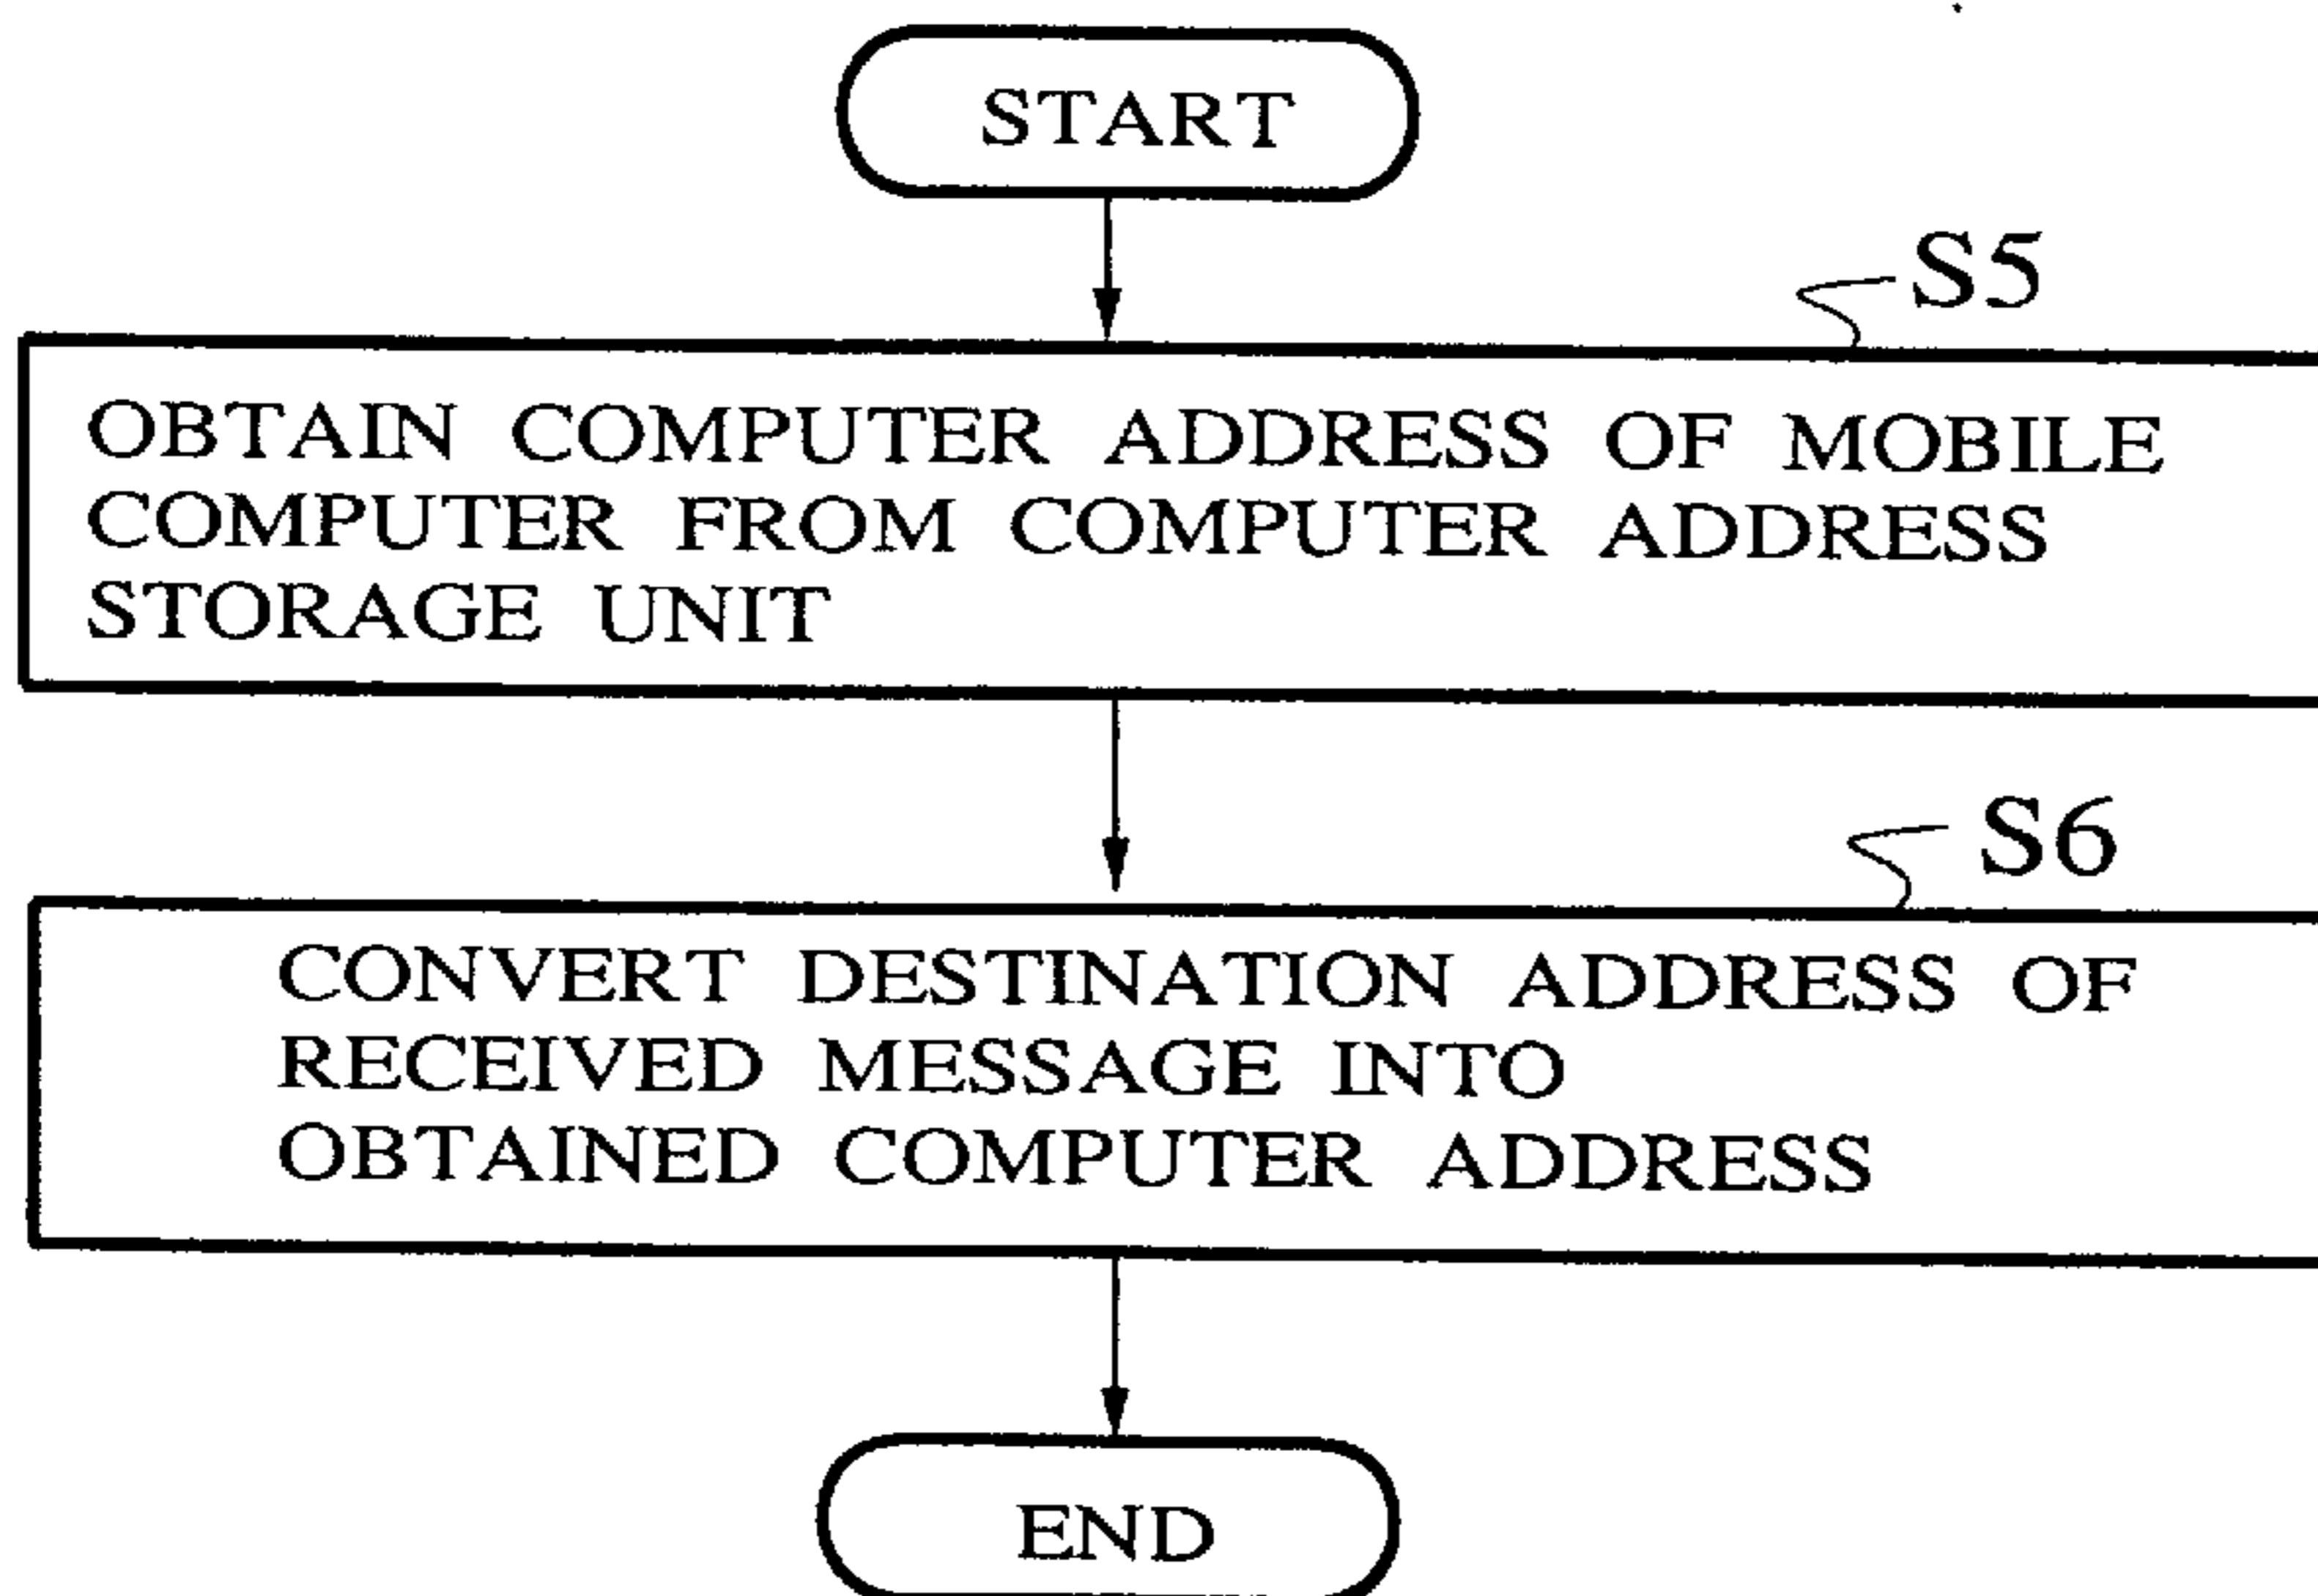 START
S5
OBTAIN COMPUTER ADDRESS OF MOBILE
COMPUTER FROM COMPUTER ADDRESS
STORAGE UNIT
S6
CONVERT DESTINATION ADDRESS OF
RECEIVED MESSAGE INTO
OBTAINED COMPUTER ADDRESS
END